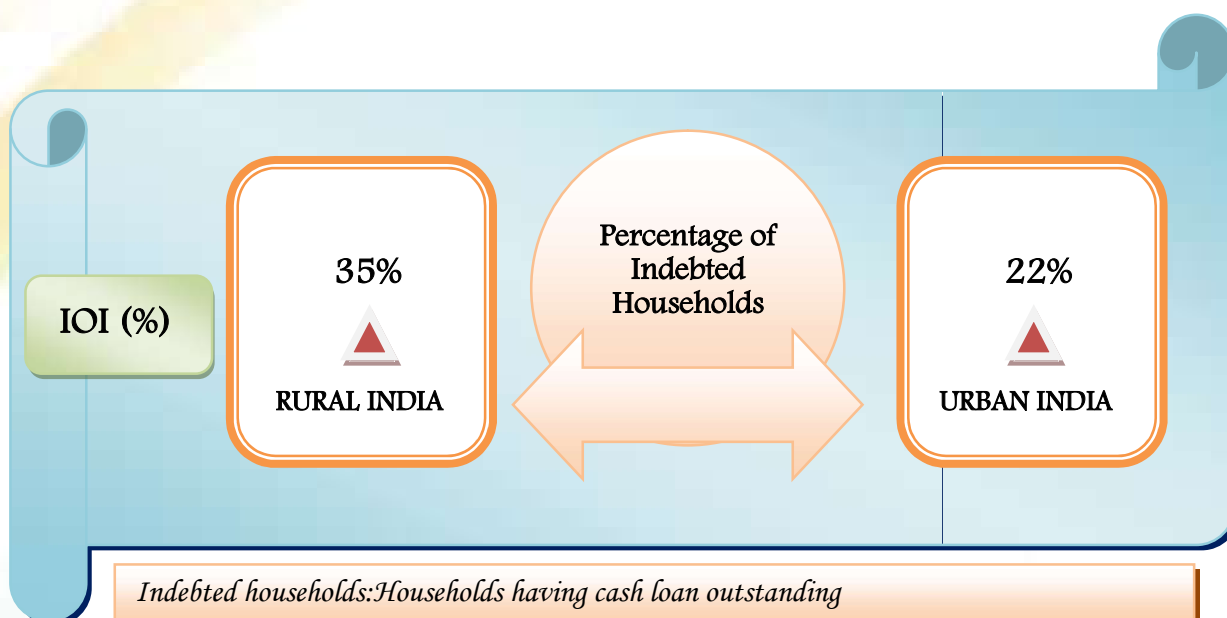 IOI (%)
35%
RURAL INDIA
Percentage of
Indebted
Households
22%
URBAN INDIA
Indebted households:Households having cash loan outstanding